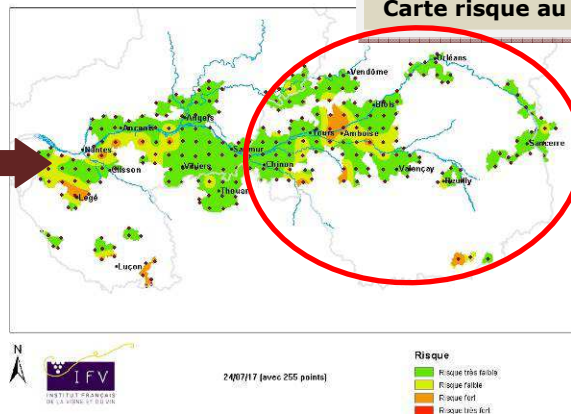 Carte risque au
Orléans
Vendôme
Blois
Angers
Ancenis
Tours
Amboise
Nantes
Saumur
Sancerre
Clisson
Vihiers
Chinon
Valençay
Reuilly
Thouars
Légé
Luçon
N
IFV
INSTITUT FRANÇAIS
DE LA VIGNE ET DU VIN
24/07/17 (avec 255 points)
Risque
Risque très faible
Risque faible
Risque fort
Risque très fort